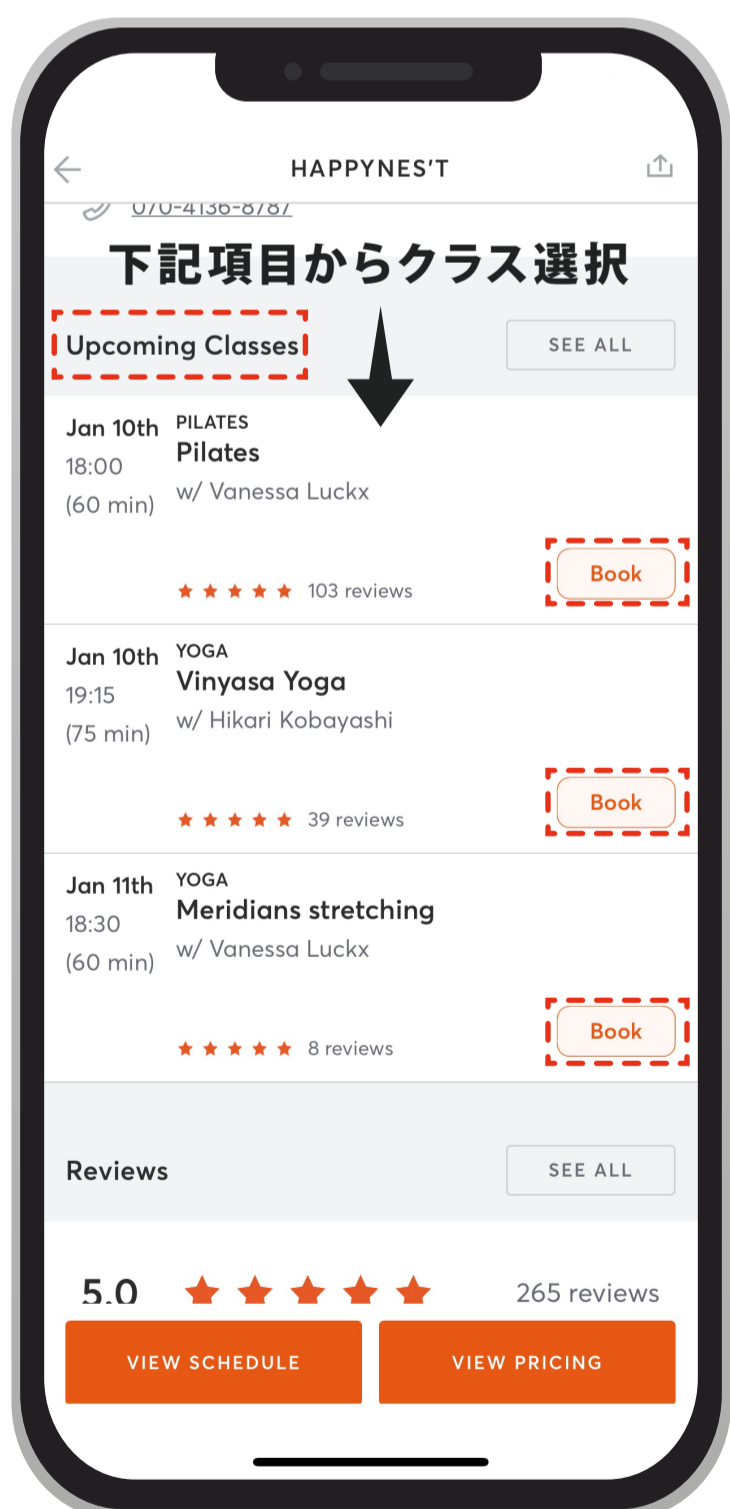 HAPPYNES'T
070-4136-8787
下記項目からクラス選択
Upcoming Classes
SEE ALL
Jan 10th
18:00
(60 min)
PILATES
Pilates
w/ Vanessa Luckx
103 reviews
Book
Jan 10th
19:15
(75 min)
YOGA
Vinyasa Yoga
w/ Hikari Kobayashi
39 reviews
Book
Jan 11th
18:30
(60 min)
YOGA
Meridians stretching
w/ Vanessa Luckx
8 reviews
Book
Reviews
SEE ALL
5.0
265 reviews
VIEW SCHEDULE
VIEW PRICING